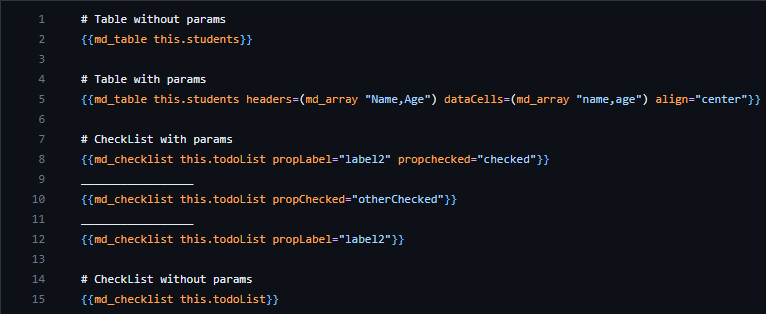 1 # Table without params
2 {{md_table this.students}}
3
4 # Table with params
5 {{md_table this.students headers=(md_array "Name,Age") dataCells=(md_array "name,age") align="center"}}
6
7 # CheckList with params
8 {{md_checklist this.todoList propLabel="label2" propchecked="checked"}}
9 _________________
10 {{md_checklist this.todoList propChecked="otherChecked"}}
11 _________________
12 {{md_checklist this.todoList propLabel="label2"}}
13
14 # CheckList without params
15 {{md_checklist this.todoList}}